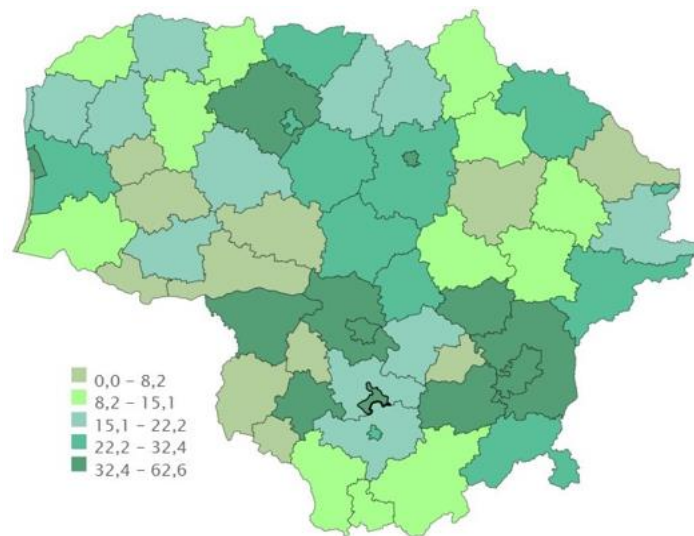 0,0 – 8,2
8,2 – 15,1
15,1 – 22,2
22,2 – 32,4
32,4 – 62,6